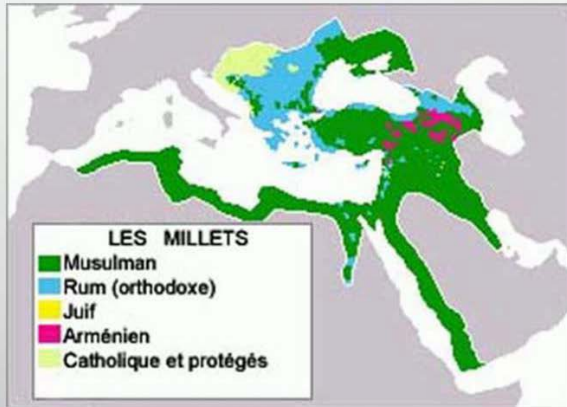 LES MILLETS
Musulman
Rum (orthodoxe)
Juif
Arménien
Catholique et protégés